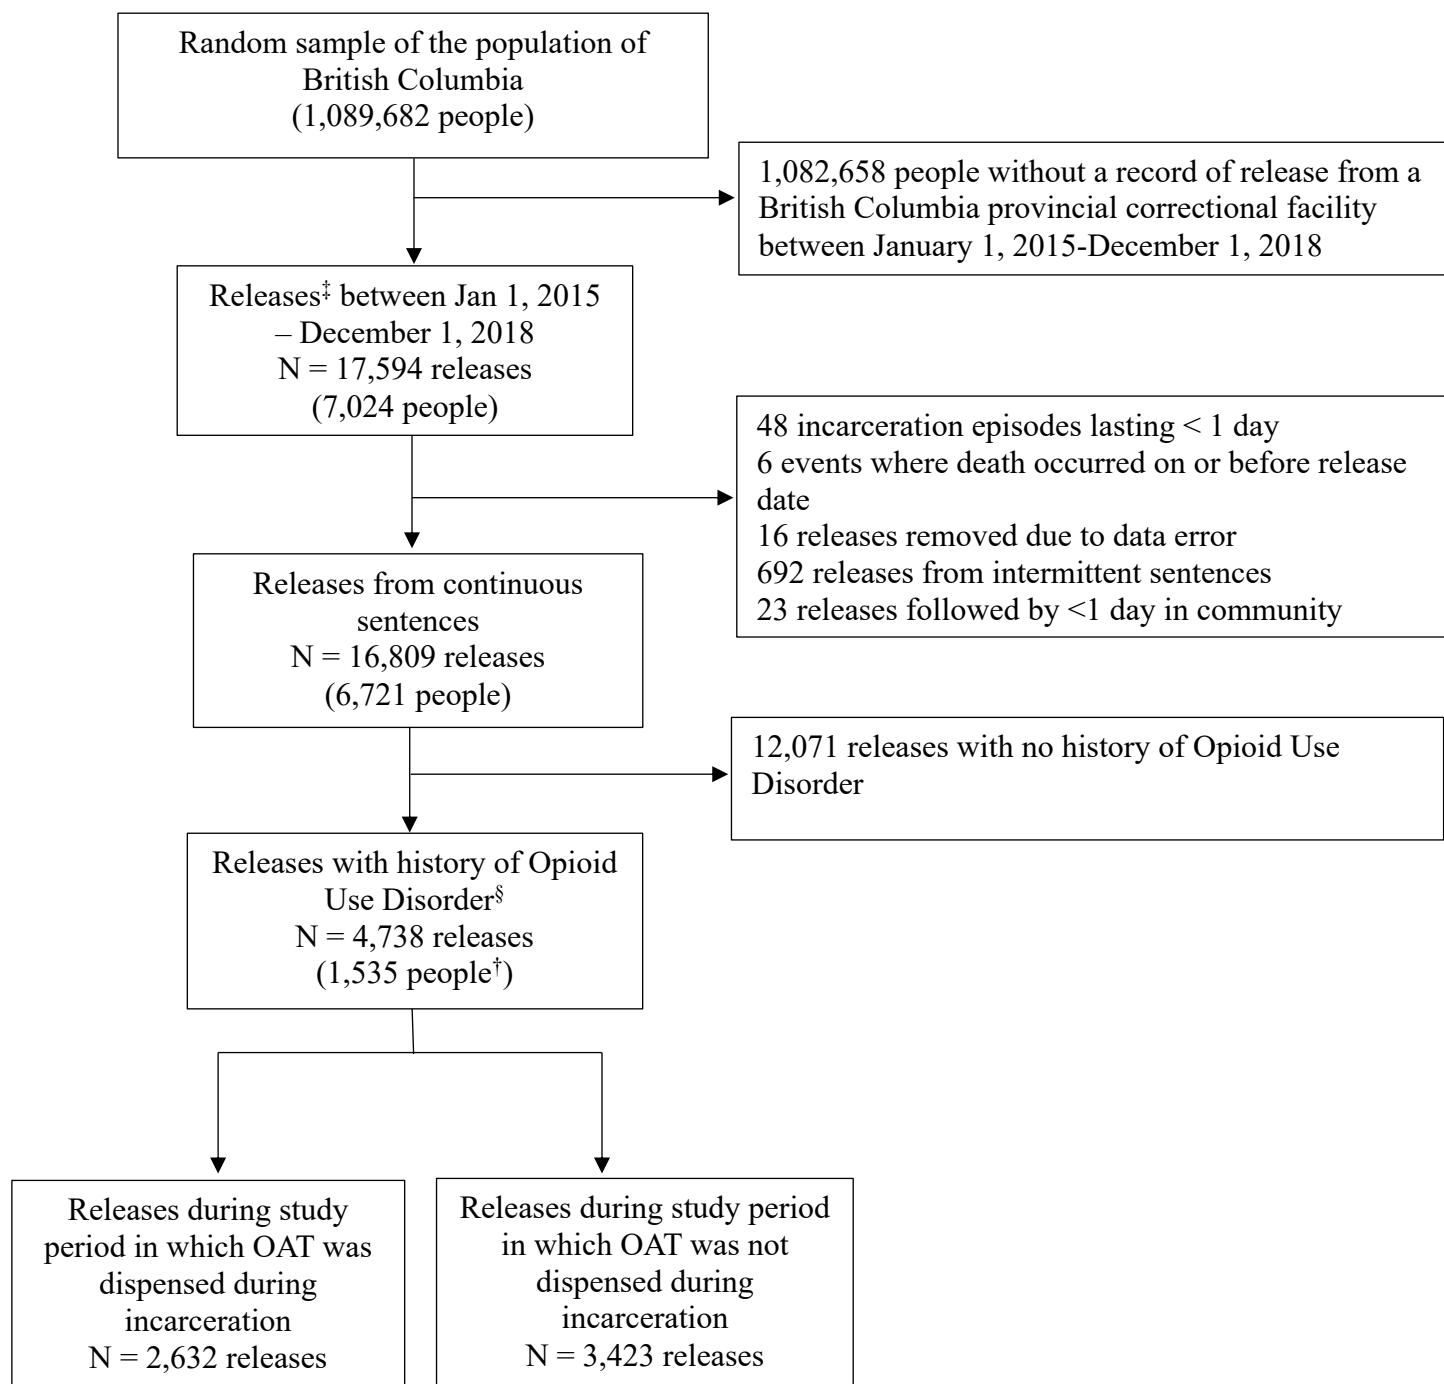 Random sample of the population of
British Columbia
(1,089,682 people)
1,082,658 people without a record of release from a
British Columbia provincial correctional facility
between January 1, 2015-December 1, 2018
Releases‡ between Jan 1, 2015
– December 1, 2018
N = 17,594 releases
(7,024 people)
48 incarceration episodes lasting < 1 day
6 events where death occurred on or before release
date
16 releases removed due to data error
692 releases from intermittent sentences
23 releases followed by <1 day in community
Releases from continuous
sentences
N = 16,809 releases
(6,721 people)
12,071 releases with no history of Opioid Use
Disorder
Releases with history of Opioid
Use Disorder§
N = 4,738 releases
(1,535 people†)
Releases during study
period in which OAT was
dispensed during
incarceration
N = 2,632 releases
Releases during study period
in which OAT was not
dispensed during
incarceration
N = 3,423 releases